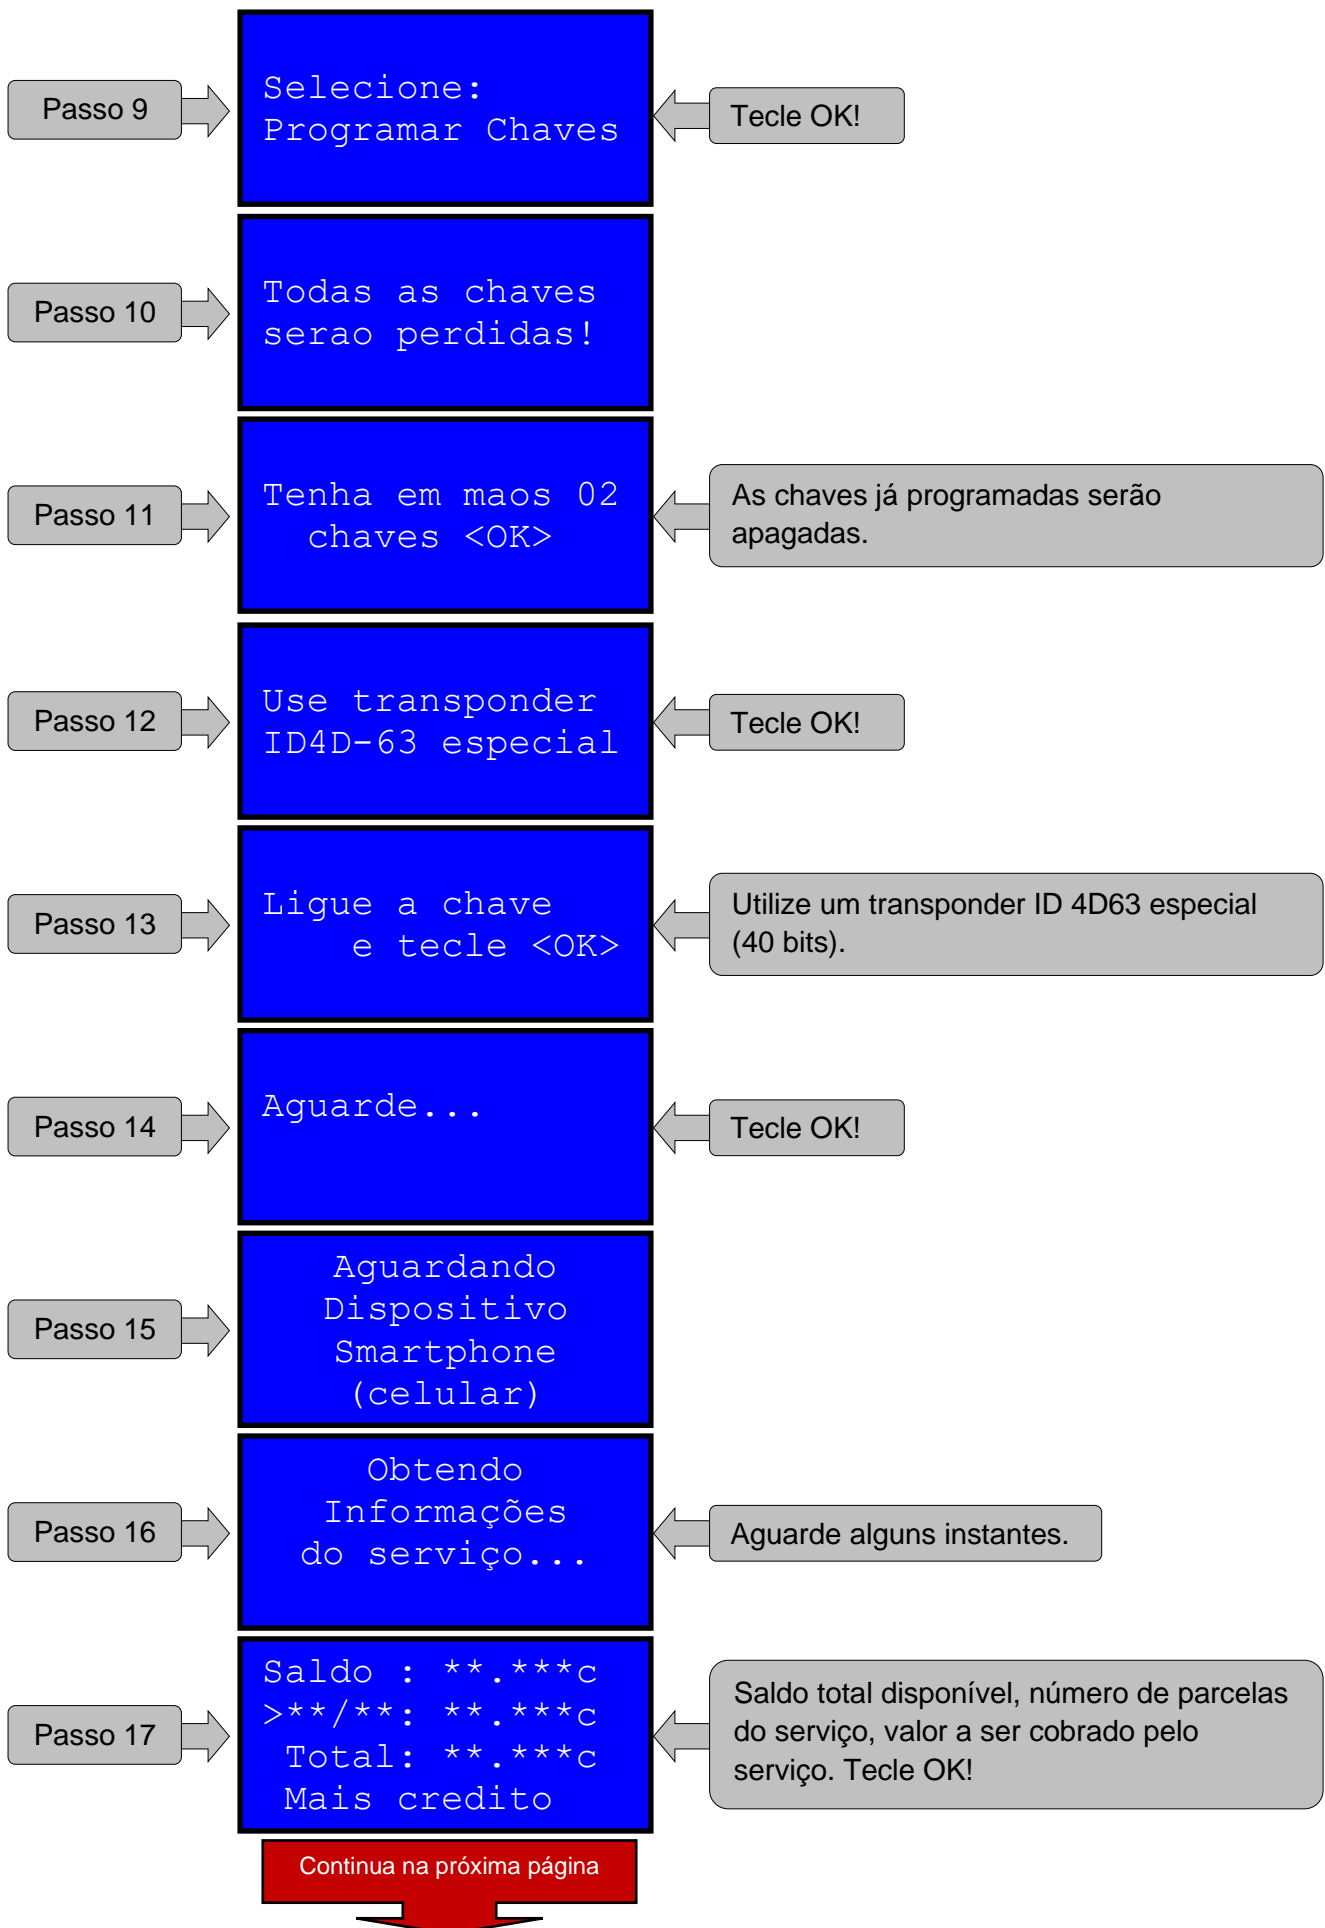 Passo 9
Selecione:
Programar Chaves
Tecle OK!
Passo 10
Todas as chaves
serao perdidas!
Passo 11
Tenha em maos 02
chaves <OK>
As chaves já programadas serão
apagadas.
Passo 12
Use transponder
ID4D-63 especial
Tecle OK!
Passo 13
Ligue a chave
e tecle <OK>
Utilize um transponder ID 4D63 especial
(40 bits).
Passo 14
Aguarde...
Tecle OK!
Passo 15
Aguardando
Dispositivo
Smartphone
(celular)
Passo 16
Obtendo
Informações
do serviço...
Aguarde alguns instantes.
Passo 17
Saldo : **.***c
>**/**: **.***c
Total: **.***c
Mais credito
Saldo total disponível, número de parcelas
do serviço, valor a ser cobrado pelo
serviço. Tecle OK!
Continua na próxima página